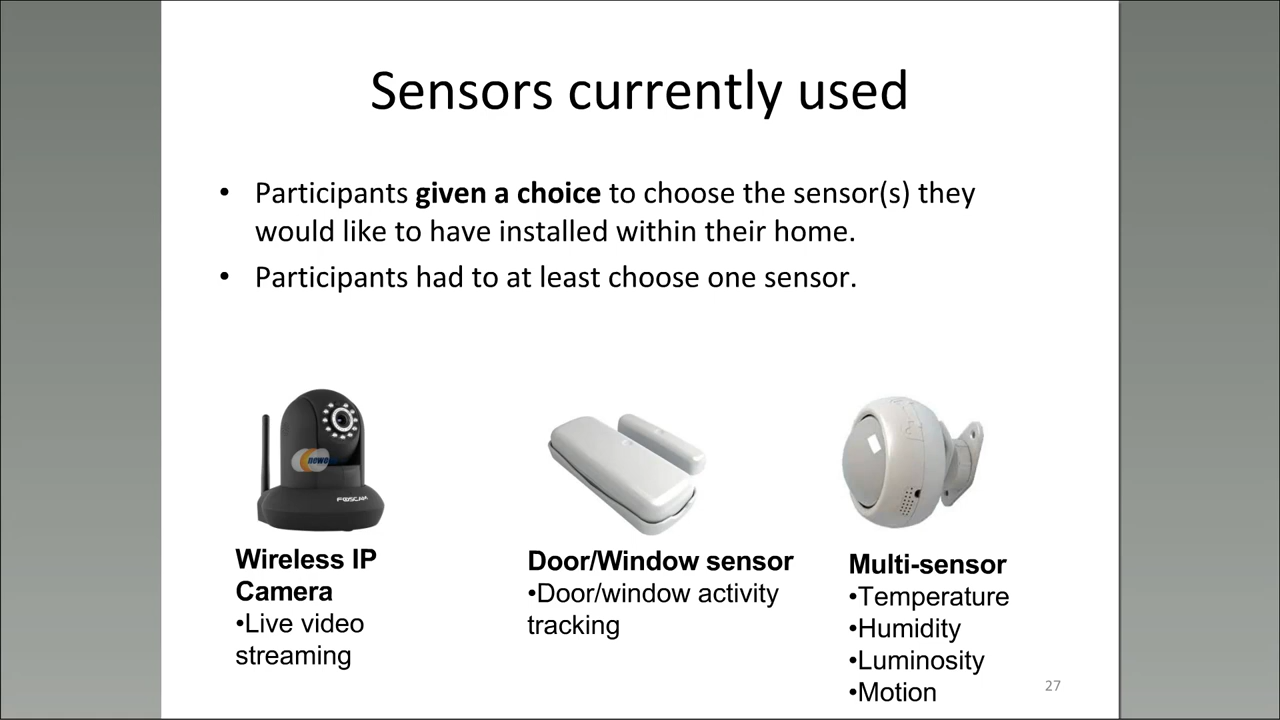 Sensors currently used
• Participants given a choice to choose the sensor(s) they
would like to have installed within their home.
• Participants had to at least choose one sensor.
FOSCAM
Wireless IP
Camera
•Live video
streaming
Door/Window sensor
•Door/window activity
tracking
Multi-sensor
•Temperature
•Humidity
•Luminosity
•Motion
27